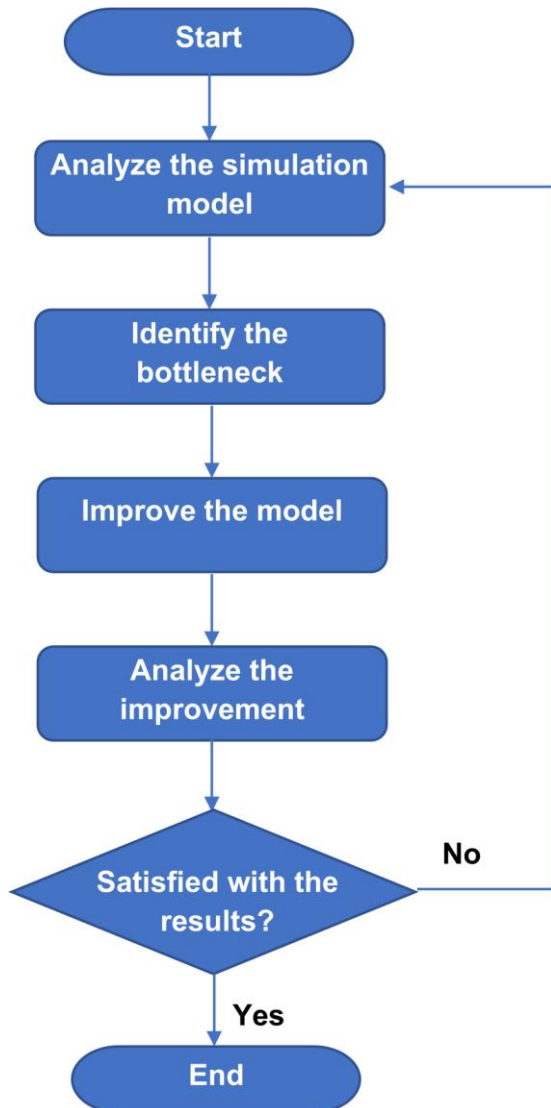 Start
Analyze the simulation
model
Identify the
bottleneck
Improve the model
Analyze the
improvement
Satisfied with the
results?
No
Yes
End